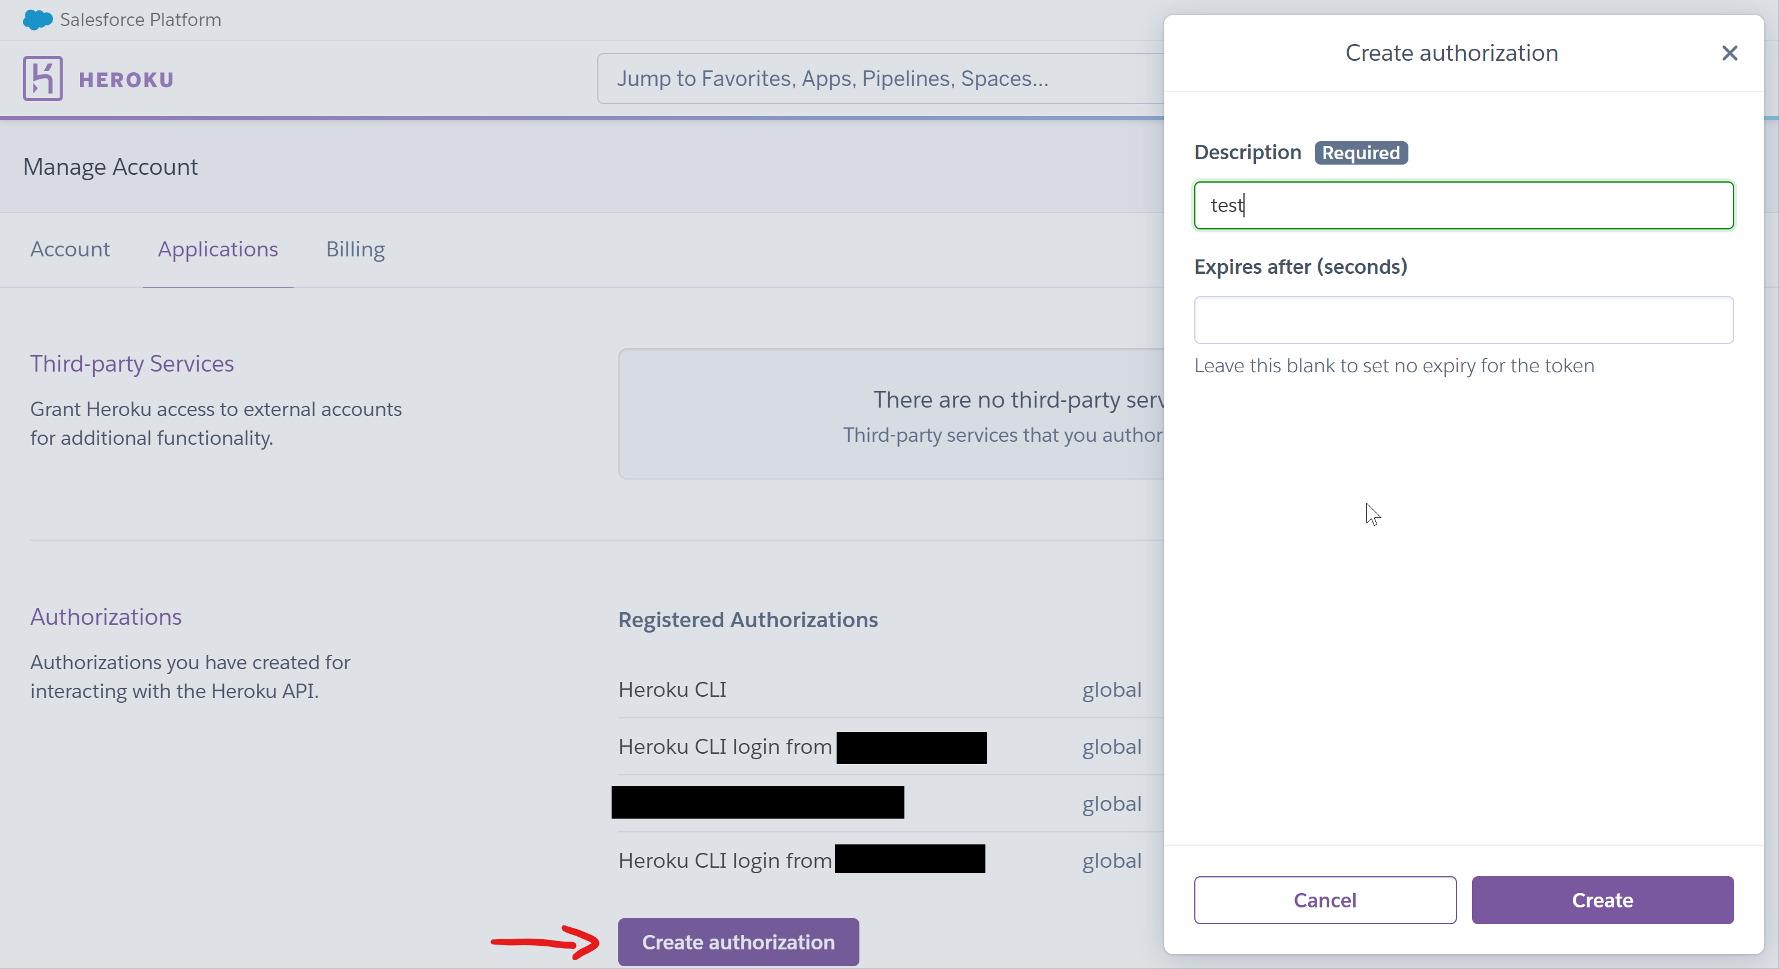 Salesforce Platform
HEROKU
Jump to Favorites, Apps, Pipelines, Spaces...
Manage Account
Account
Applications
Billing
Third-party Services
Grant Heroku access to external accounts
for additional functionality.
There are no third-party serv
Third-party services that you author
Authorizations
Authorizations you have created for
interacting with the Heroku API.
Registered Authorizations
Heroku CLI global
Heroku CLI login from global
global
Heroku CLI login from global
Create authorization
Create authorization
Description Required
test
Expires after (seconds)
Leave this blank to set no expiry for the token
Cancel
Create